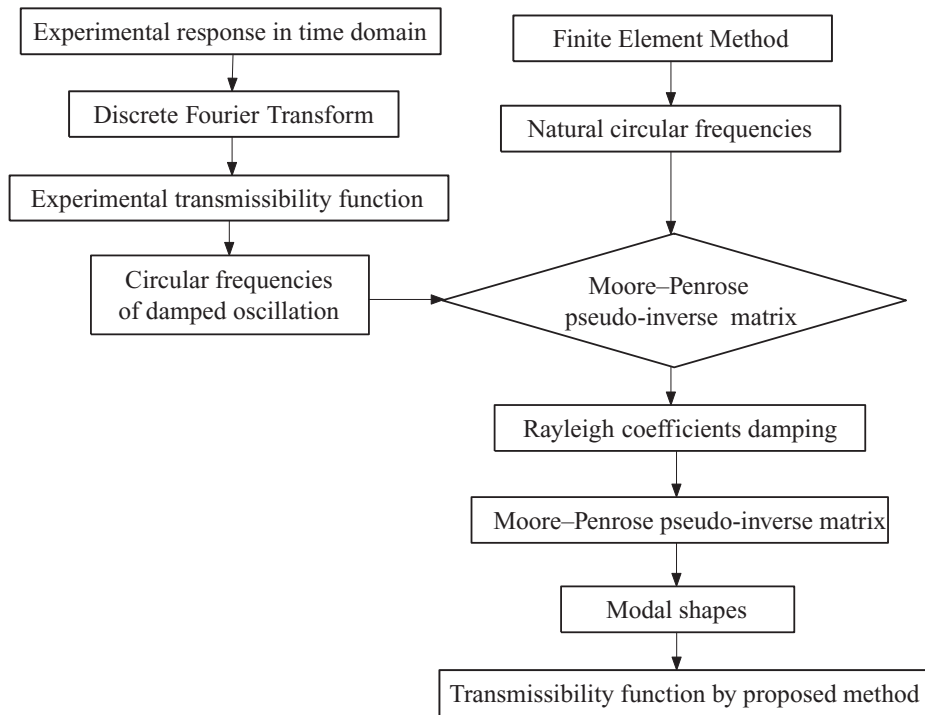 Experimental response in time domain
Discrete Fourier Transform
Experimental transmissibility function
Circular frequencies
of damped oscillation
Finite Element Method
Natural circular frequencies
Moore–Penrose
pseudo-inverse matrix
Rayleigh coefficients damping
Moore–Penrose pseudo-inverse matrix
Modal shapes
Transmissibility function by proposed method